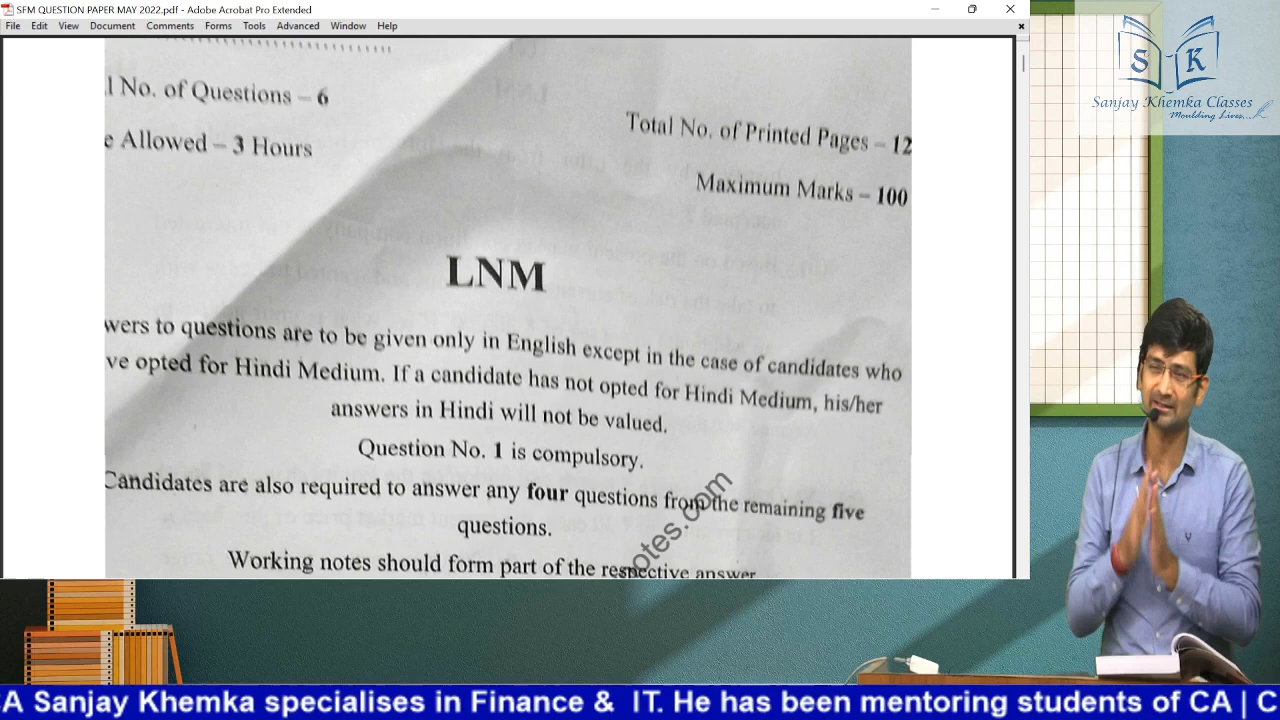 SFM QUESTION PAPER MAY 2022.pdf - Adobe Acrobat Pro Extended
File Edit View Document Comments Forms Tools Advanced Window Help
l No. of Questions – 6
e Allowed – 3 Hours
Total No. of Printed Pages – 12
Maximum Marks – 100
LNM
wers to questions are to be given only in English except in the case of candidates who
ve opted for Hindi Medium. If a candidate has not opted for Hindi Medium, his/her
answers in Hindi will not be valued.
Question No. 1 is compulsory.
Candidates are also required to answer any four questions from the remaining five
questions.
Working notes should form part of the respective answer
notes.com
S K
Sanjay Khemka Classes
Moulding Lives...
CA Sanjay Khemka specialises in Finance & IT. He has been mentoring students of CA | C